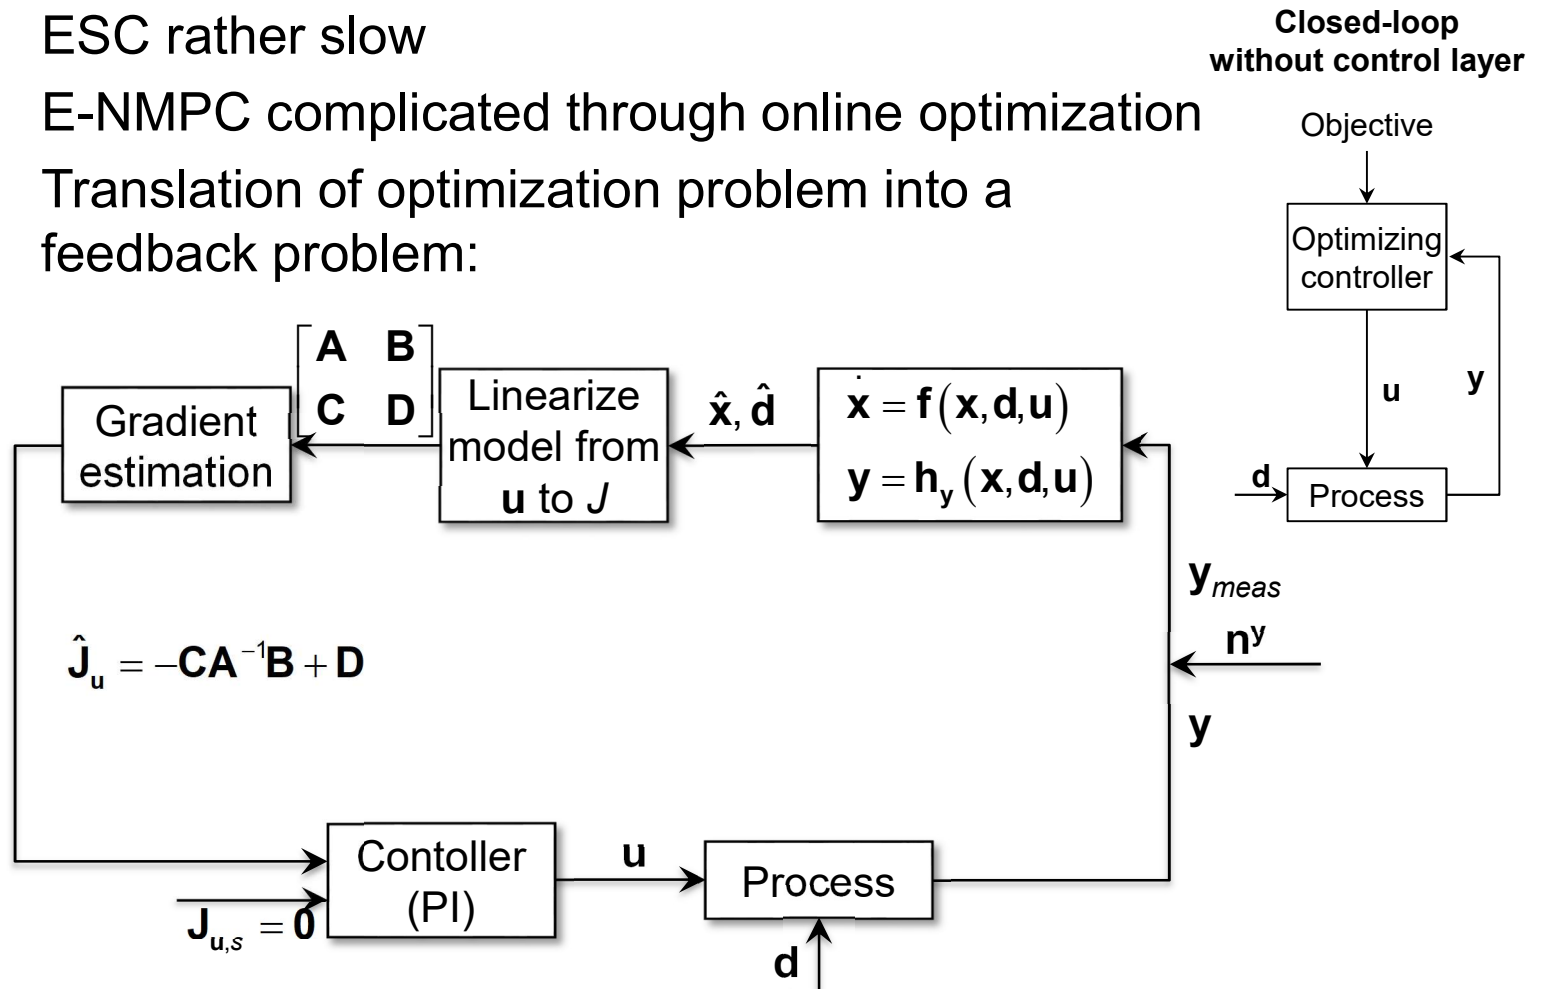 ESC rather slow
E-NMPC complicated through online optimization
Translation of optimization problem into a
feedback problem:
Closed-loop
without control layer
Objective
Optimizing
controller
u
y
d
Process
[A B
C D]
Gradient
estimation
Linearize
model from
u to J
x̂, d̂
ẋ = f(x,d,u)
y = h_y(x,d,u)
y_meas
n^y
y
Ĵ_u = −CA⁻¹B + D
Contoller
(PI)
u
Process
J_u,s = 0
d